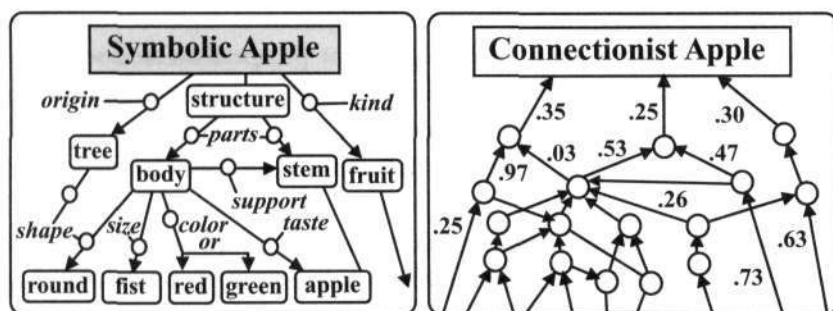 Symbolic Apple
origin
structure
kind
parts
tree
body
stem
fruit
support
shape
size
color
or
taste
round
fist
red
green
apple
Connectionist Apple
.35
.25
.30
.03
.53
.47
.97
.26
.25
.63
.73